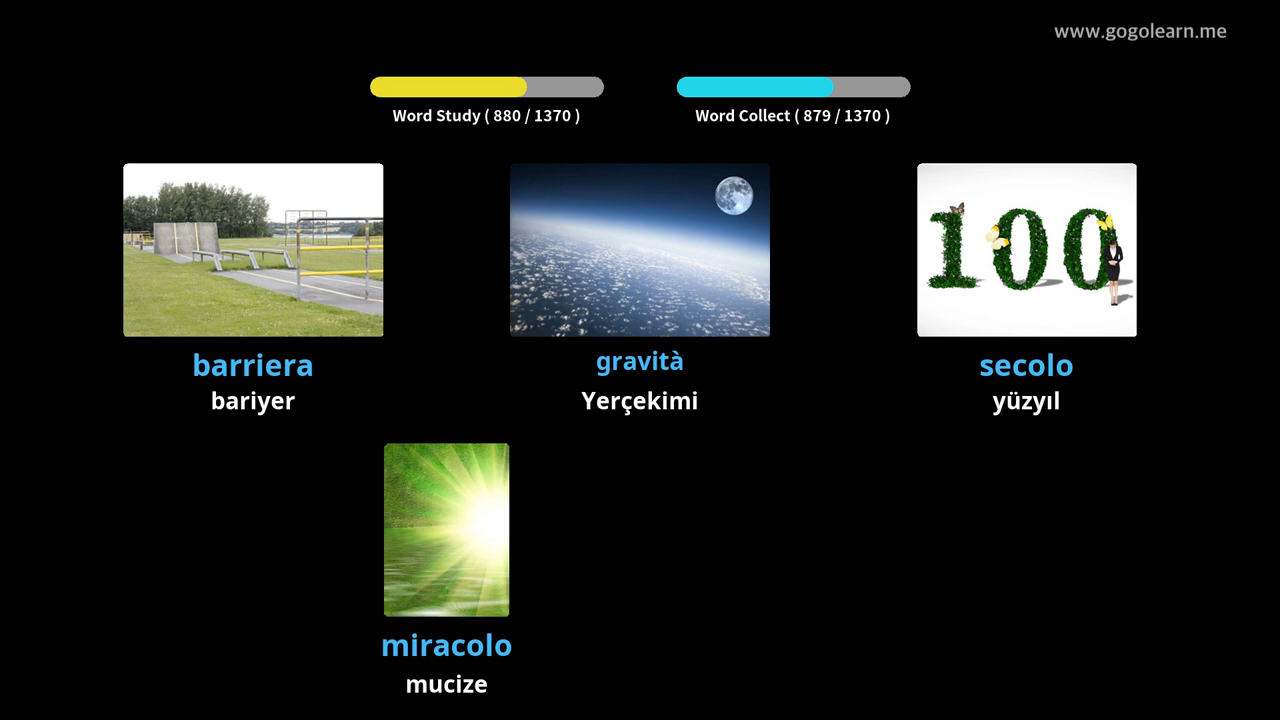 www.gogolearn.me
Word Study ( 880 / 1370 )
Word Collect ( 879 / 1370 )
barriera
bariyer
gravità
Yerçekimi
100
secolo
yüzyıl
miracolo
mucize